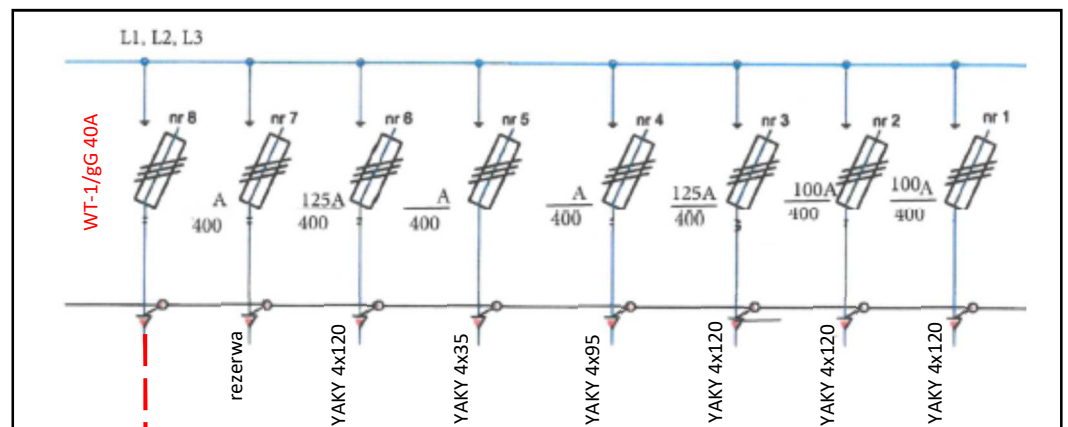 L1, L2, L3
WT-1/gG 40A
nr 8
nr 7
A
400
nr 6
125A
400
nr 5
A
400
nr 4
A
400
nr 3
125A
400
nr 2
100A
400
nr 1
100A
400
rezerwa
YAKY 4x120
YAKY 4x35
YAKY 4x95
YAKY 4x120
YAKY 4x120
YAKY 4x120